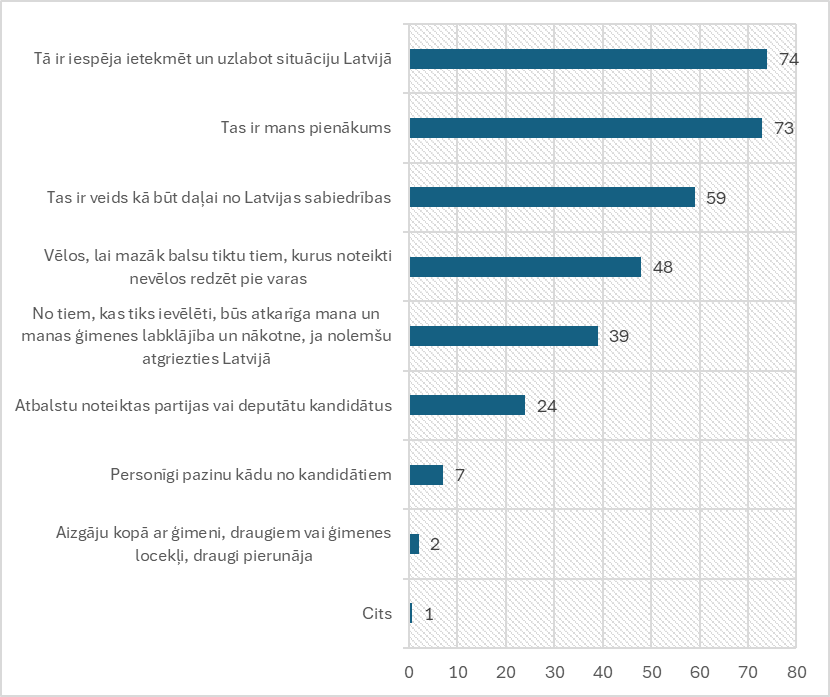 Tā ir iespēja ietekmēt un uzlabot situāciju Latvijā
74
Tas ir mans pienākums
73
Tas ir veids kā būt daļai no Latvijas sabiedrības
59
Vēlos, lai mazāk balsu tiktu tiem, kurus noteikti
nevēlos redzēt pie varas
48
No tiem, kas tiks ievēlēti, būs atkarīga mana un
manas ģimenes labklājība un nākotne, ja nolemšu
atgriezties Latvijā
39
Atbalstu noteiktas partijas vai deputātu kandidātus
24
Personīgi pazinu kādu no kandidātiem
7
Aizgāju kopā ar ģimeni, draugiem vai ģimenes
locekļi, draugi pierunāja
2
Cits
1
0 10 20 30 40 50 60 70 80